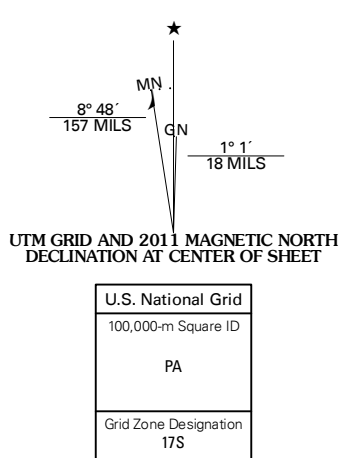 ★
MN
8° 48´
157 MILS
GN
1° 1´
18 MILS
UTM GRID AND 2011 MAGNETIC NORTH
DECLINATION AT CENTER OF SHEET
U.S. National Grid
100,000-m Square ID
PA
Grid Zone Designation
17S